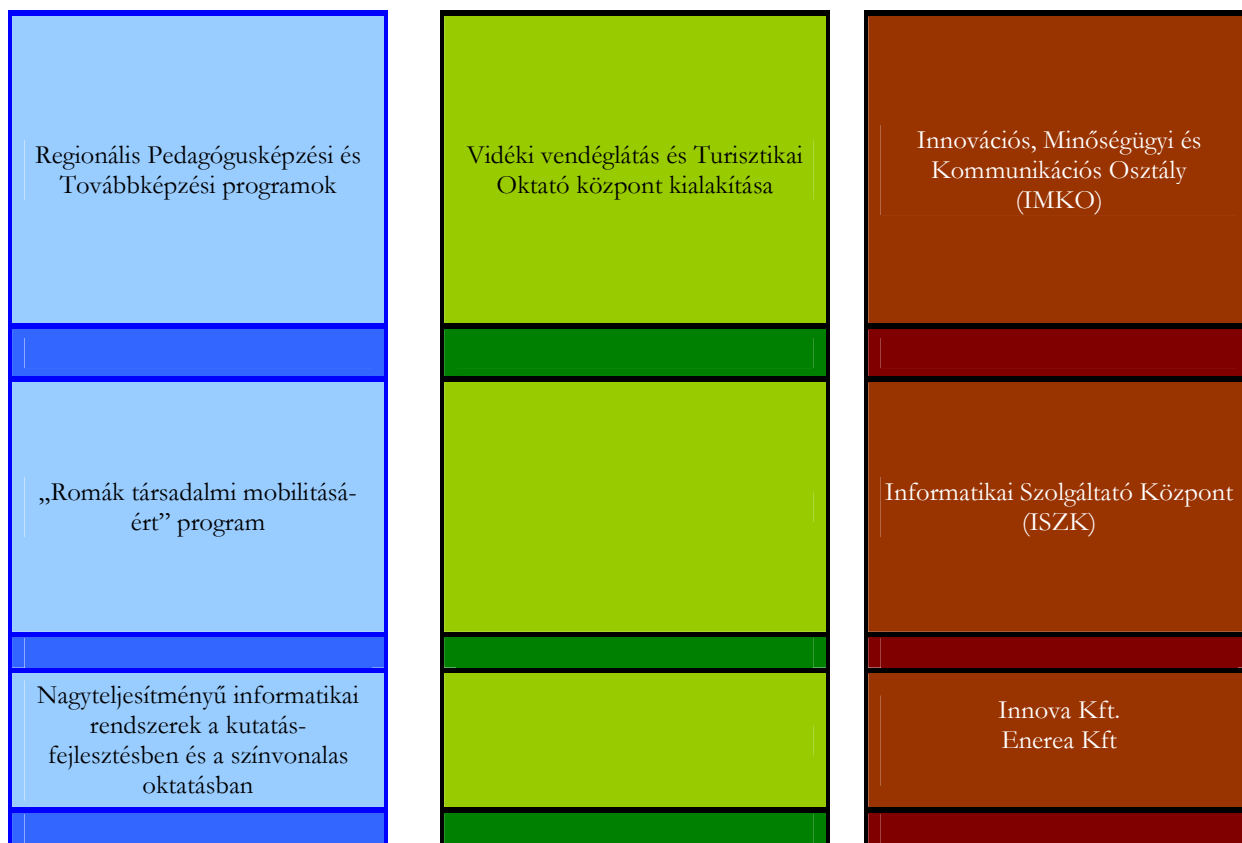 Regionális Pedagógusképzési és
Továbbképzési programok
Vidéki vendéglátás és Turisztikai
Oktató központ kialakítása
Innovációs, Minőségügyi és
Kommunikációs Osztály
(IMKO)
„Romák társadalmi mobilitásá-
ért” program
Informatikai Szolgáltató Központ
(ISZK)
Nagyteljesítményű informatikai
rendszerek a kutatás-
fejlesztésben és a színvonalas
oktatásban
Innova Kft.
Enerea Kft